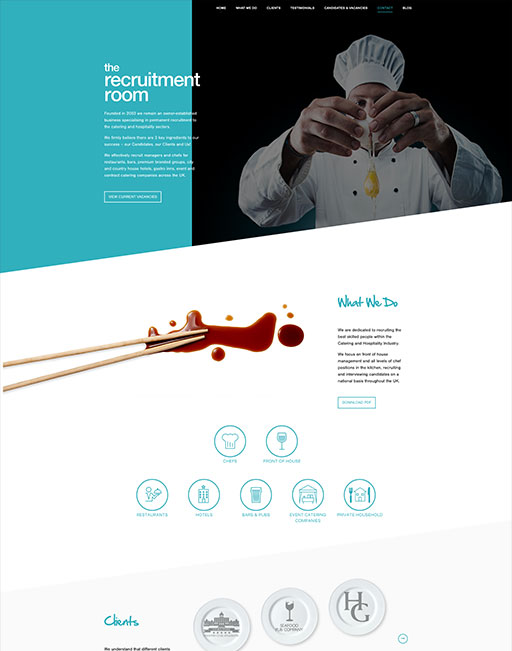 HOME WHAT WE DO CLIENTS TESTIMONIALS CANDIDATES & VACANCIES CONTACT BLOG
the
recruitment
room
Founded in 2003 we remain an owner-established
business specialising in permanent recruitment to
the catering and hospitality sectors.
We firmly believe there are 3 key ingredients to our
success – our Candidates, our Clients and Us!
We effectively recruit managers and chefs for
restaurants, bars, premium branded groups, city
and country house hotels, gastro inns, event and
contract catering companies across the UK.
VIEW CURRENT VACANCIES
What We Do
We are dedicated to recruiting the
best skilled people within the
Catering and Hospitality Industry.
We focus on front of house
management and all levels of chef
positions in the kitchen, recruiting
and interviewing candidates on a
national basis throughout the UK.
DOWNLOAD PDF
CHEFS FRONT OF HOUSE
RESTAURANTS HOTELS BARS & PUBS EVENT CATERING
COMPANIES PRIVATE HOUSEHOLD
Clients
SEAFOOD
PUB COMPANY
HG
We understand that different clients